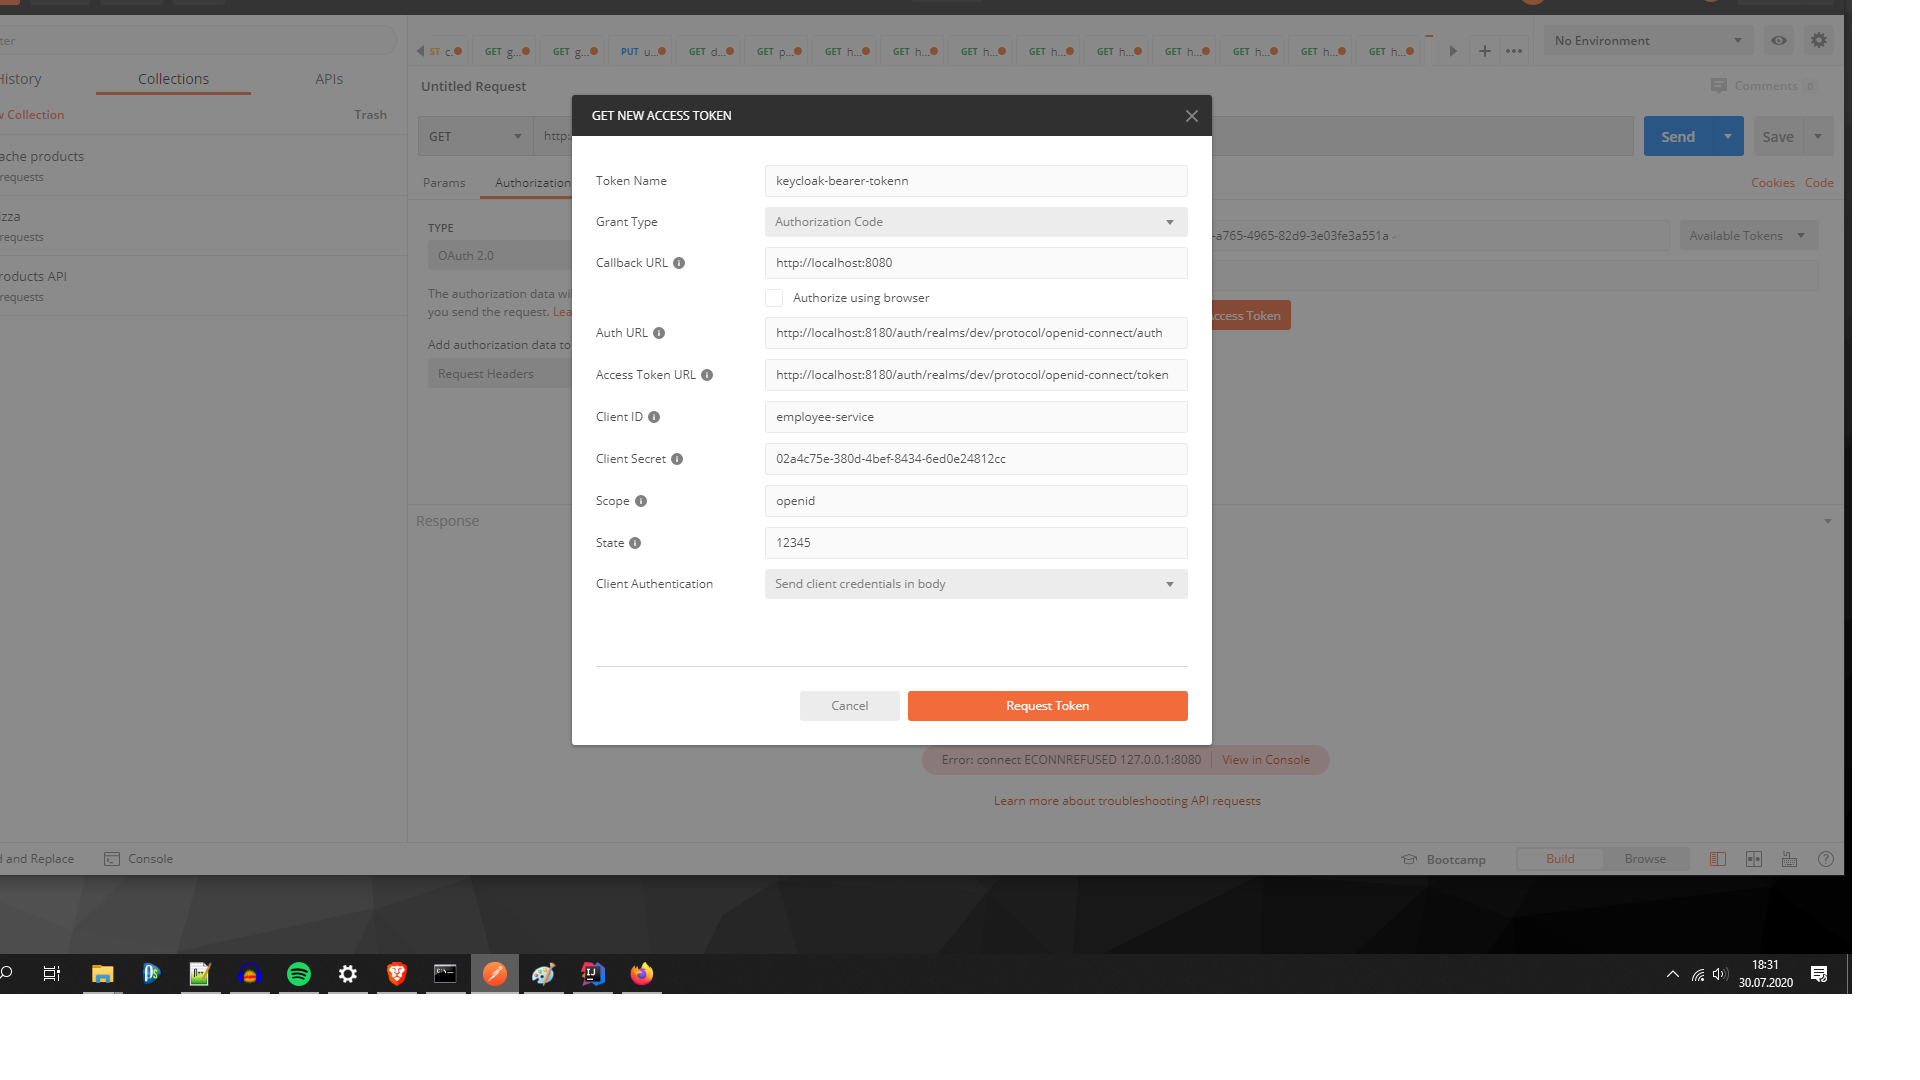 ter
ST c...
GET g...
GET g...
PUT u...
GET d...
GET p...
GET h...
GET h...
GET h...
GET h...
GET h...
GET h...
GET h...
GET h...
GET h...
No Environment
History
Collections
APIs
Untitled Request
Comments 0
w Collection
Trash
GET
http:
Send
Save
ache products
requests
izza
requests
roducts API
requests
Params
Authorization
Cookies
Code
TYPE
OAuth 2.0
The authorization data wi
you send the request. Lea
Add authorization data to
Request Headers
-a765-4965-82d9-3e03fe3a551a
Available Tokens
Access Token
GET NEW ACCESS TOKEN
Token Name
keycloak-bearer-tokenn
Grant Type
Authorization Code
Callback URL
http://localhost:8080
Authorize using browser
Auth URL
http://localhost:8180/auth/realms/dev/protocol/openid-connect/auth
Access Token URL
http://localhost:8180/auth/realms/dev/protocol/openid-connect/token
Client ID
employee-service
Client Secret
02a4c75e-380d-4bef-8434-6ed0e24812cc
Scope
openid
State
12345
Client Authentication
Send client credentials in body
Cancel
Request Token
Response
Error: connect ECONNREFUSED 127.0.0.1:8080
View in Console
Learn more about troubleshooting API requests
d and Replace
Console
Bootcamp
Build
Browse
18:31
30.07.2020